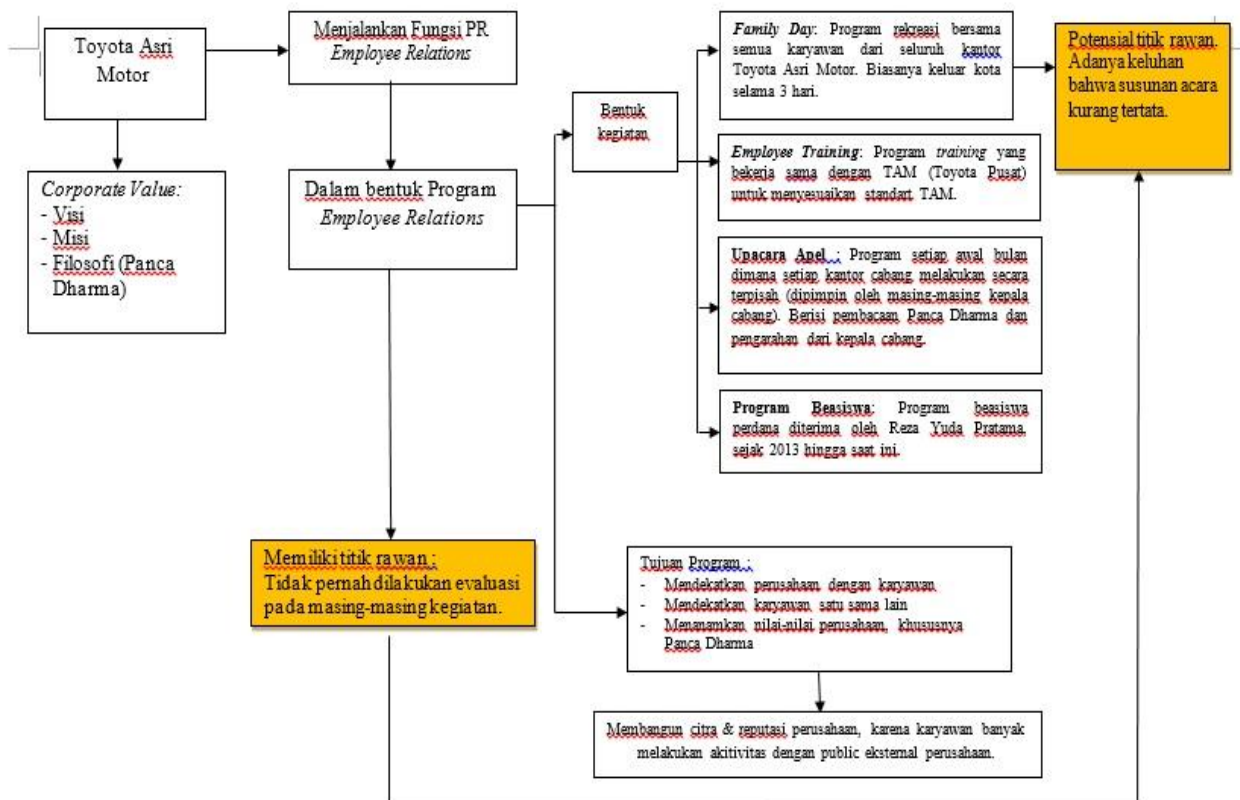 Toyota Asri
Motor
Menjalankan Fungsi PR
Employee Relations
Corporate Value:
- Visi
- Misi
- Filosofi (Panca
Dharma)
Dalam bentuk Program
Employee Relations
Bentuk
kegiatan
Family Day: Program rekreasi bersama
semua karyawan dari seluruh kantor
Toyota Asri Motor. Biasanya keluar kota
selama 3 hari.
Potensial titik rawan.
Adanya keluhan
bahwa susunan acara
kurang tertata.
Employee Training: Program training yang
bekerja sama dengan TAM (Toyota Pusat)
untuk menyesuaikan standart TAM.
Upacara Apel : Program setiap awal bulan
dimana setiap kantor cabang melakukan secara
terpisah (dipimpin oleh masing-masing kepala
cabang). Berisi pembacaan Panca Dharma dan
pengarahan dari kepala cabang.
Program Beasiswa: Program beasiswa
perdana diterima oleh Reza Yuda Pratama,
sejak 2013 hingga saat ini.
Memiliki titik rawan :
Tidak pernah dilakukan evaluasi
pada masing-masing kegiatan.
Tujuan Program :
- Mendekatkan perusahaan dengan karyawan
- Mendekatkan karyawan satu sama lain
- Menanamkan nilai-nilai perusahaan, khususnya
Panca Dharma
Membangun citra & reputasi perusahaan, karena karyawan banyak
melakukan akitivitas dengan public eksternal perusahaan.